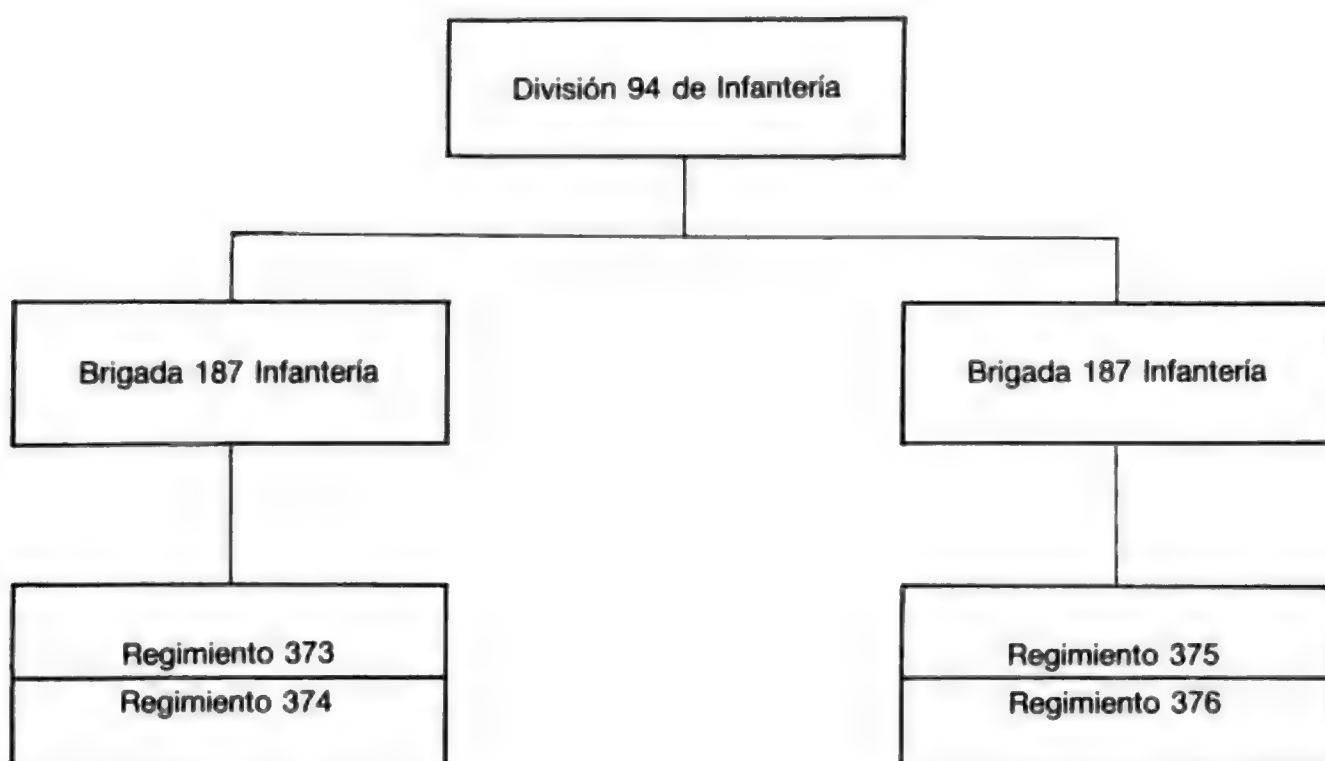 División 94 de Infantería
Brigada 187 Infantería
Brigada 187 Infantería
Regimiento 373
Regimiento 374
Regimiento 375
Regimiento 376